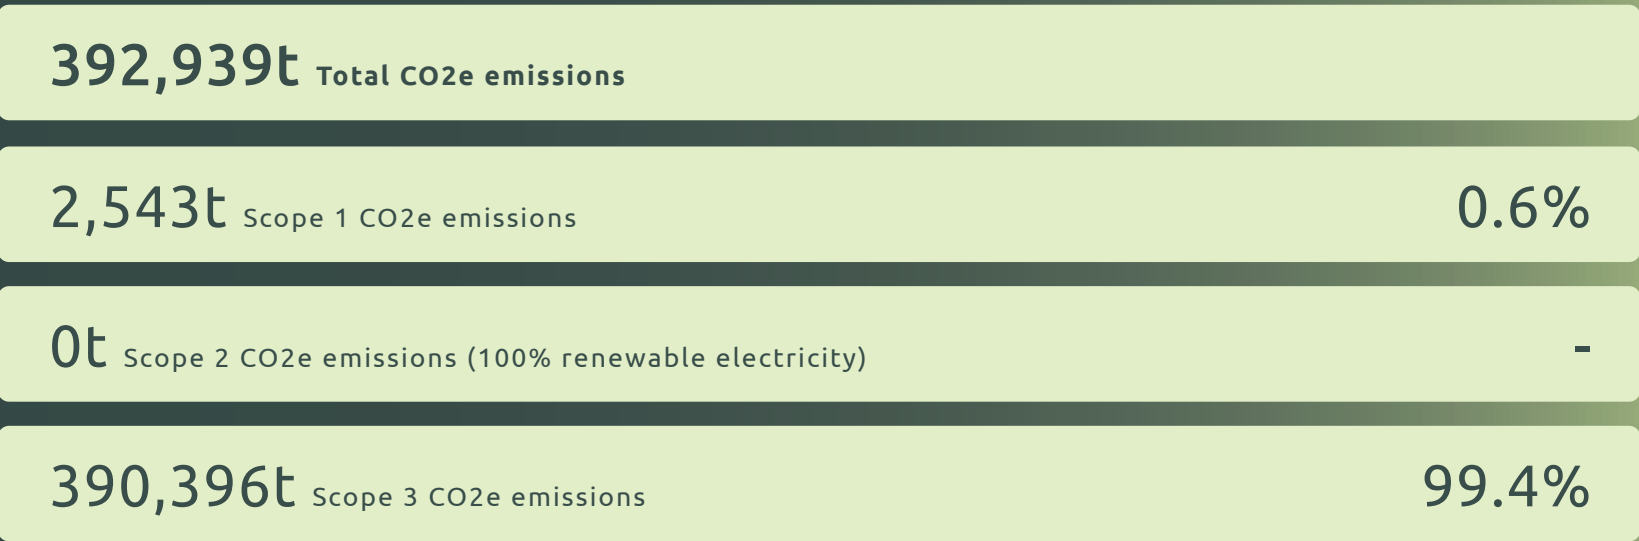 392,939t Total CO2e emissions
2,543t Scope 1 CO2e emissions 0.6%
0t Scope 2 CO2e emissions (100% renewable electricity) -
390,396t Scope 3 CO2e emissions 99.4%